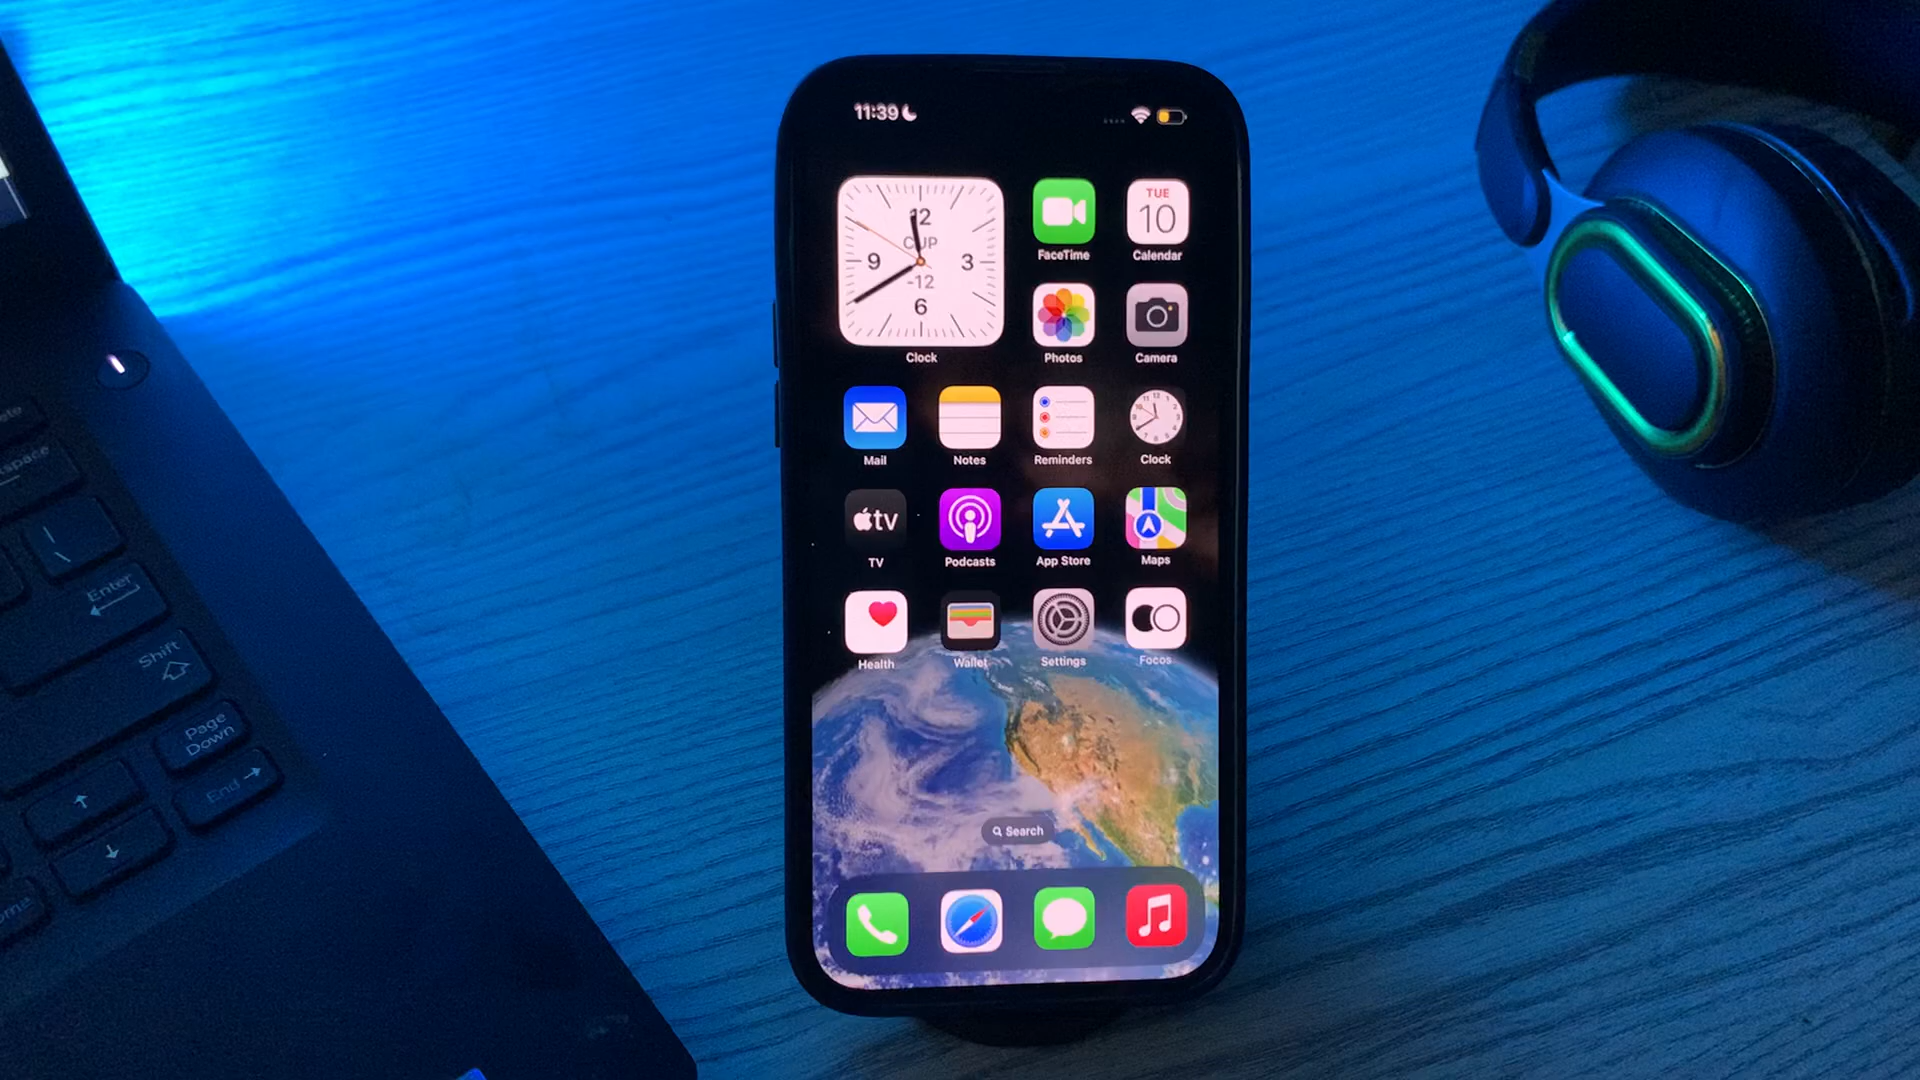 11:39
12
CUP
9
3
-12
6
Clock
FaceTime
TUE
10
Calendar
Photos
Camera
Mail
Notes
Reminders
Clock
tv
TV
Podcasts
App Store
Maps
Health
Wallet
Settings
Focos
Search
Enter
Shift
Page
Down
End